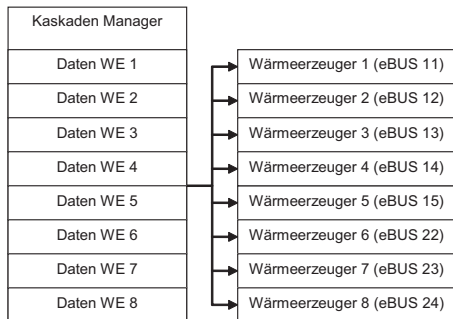 Kaskaden Manager
Daten WE 1
Daten WE 2
Daten WE 3
Daten WE 4
Daten WE 5
Daten WE 6
Daten WE 7
Daten WE 8
Wärmeerzeuger 1 (eBUS 11)
Wärmeerzeuger 2 (eBUS 12)
Wärmeerzeuger 3 (eBUS 13)
Wärmeerzeuger 4 (eBUS 14)
Wärmeerzeuger 5 (eBUS 15)
Wärmeerzeuger 6 (eBUS 22)
Wärmeerzeuger 7 (eBUS 23)
Wärmeerzeuger 8 (eBUS 24)